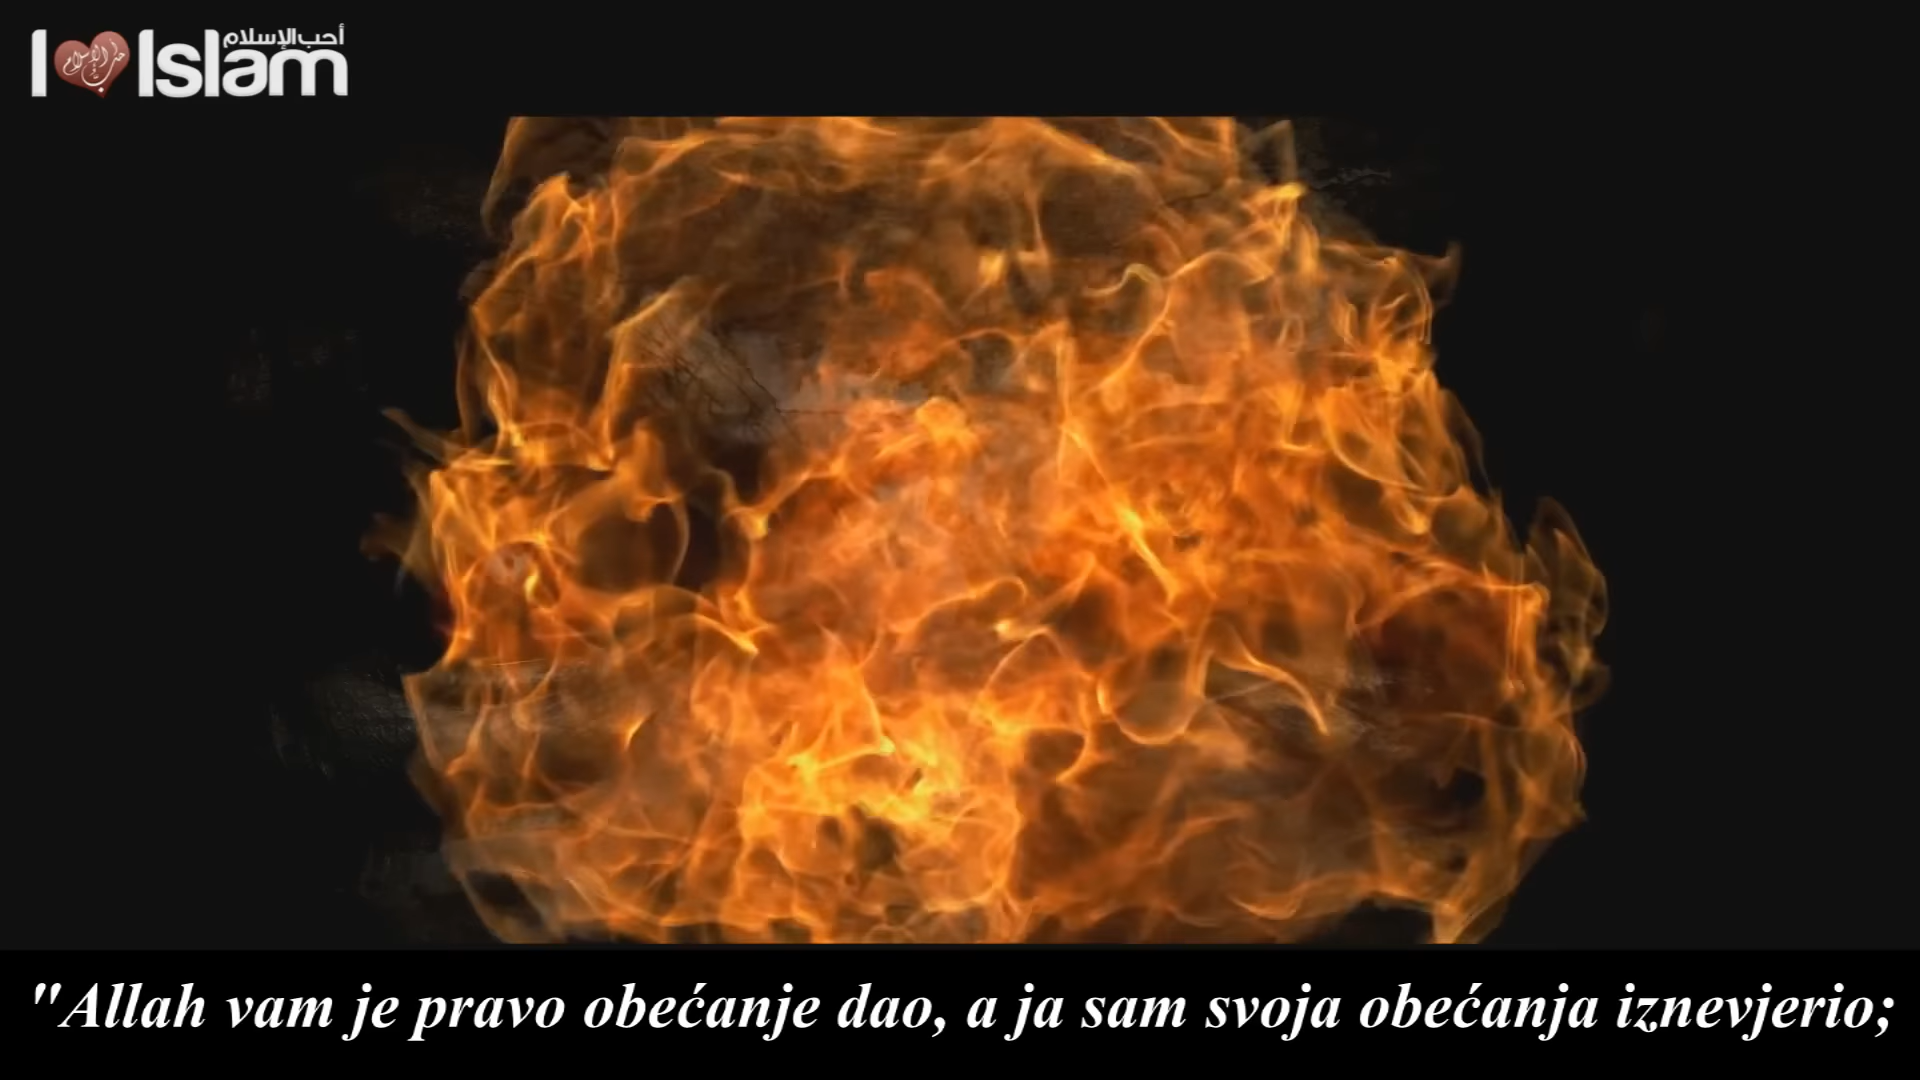 I Islam
أحب الإسلام
"Allah vam je pravo obećanje dao, a ja sam svoja obećanja iznevjerio;